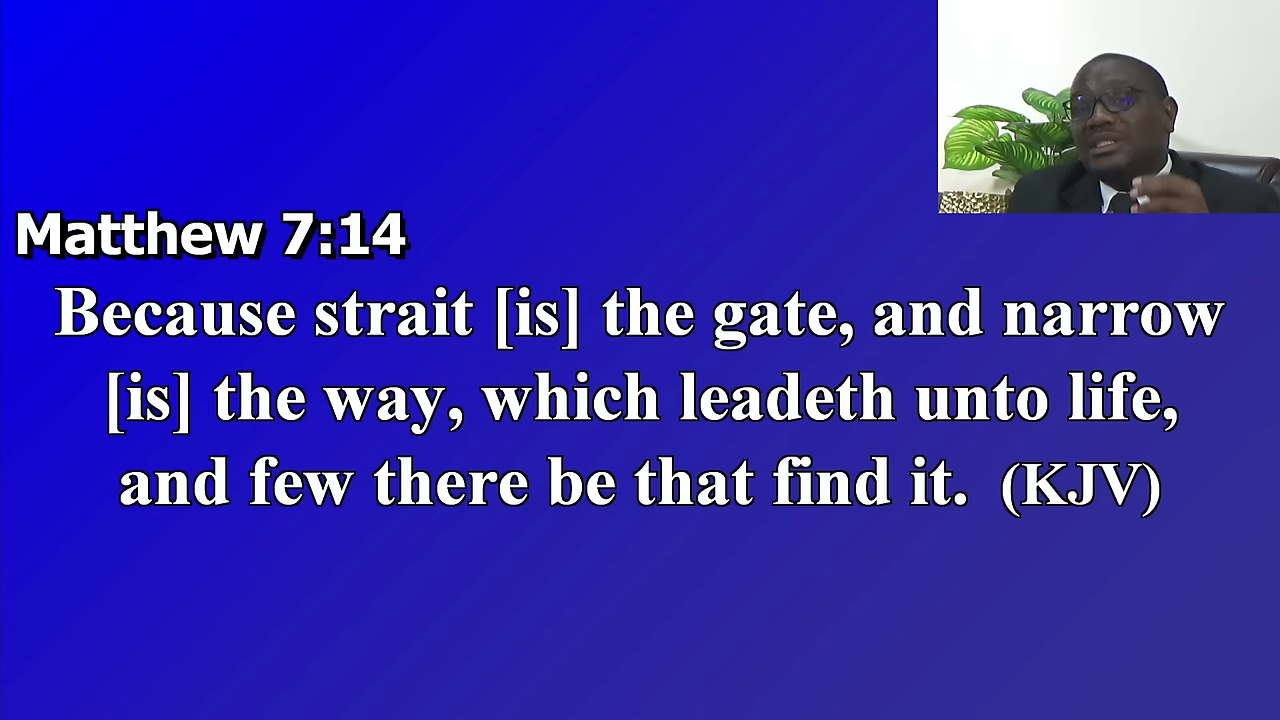 Matthew 7:14
Because strait [is] the gate, and narrow
[is] the way, which leadeth unto life,
and few there be that find it. (KJV)